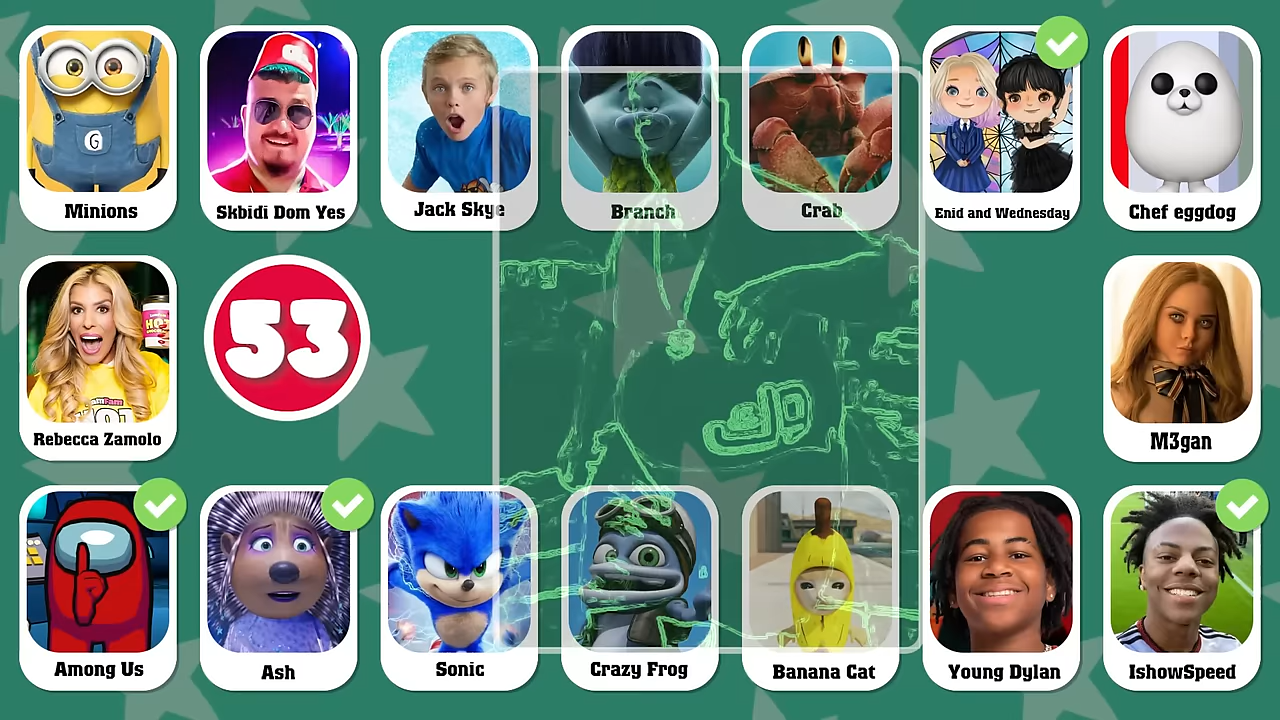 G
Minions
Skbidi Dom Yes
Jack Skye
Branch
Crab
Enid and Wednesday
Chef eggdog
Rebecca Zamolo
53
M3gan
Among Us
Ash
Sonic
Crazy Frog
Banana Cat
Young Dylan
IshowSpeed